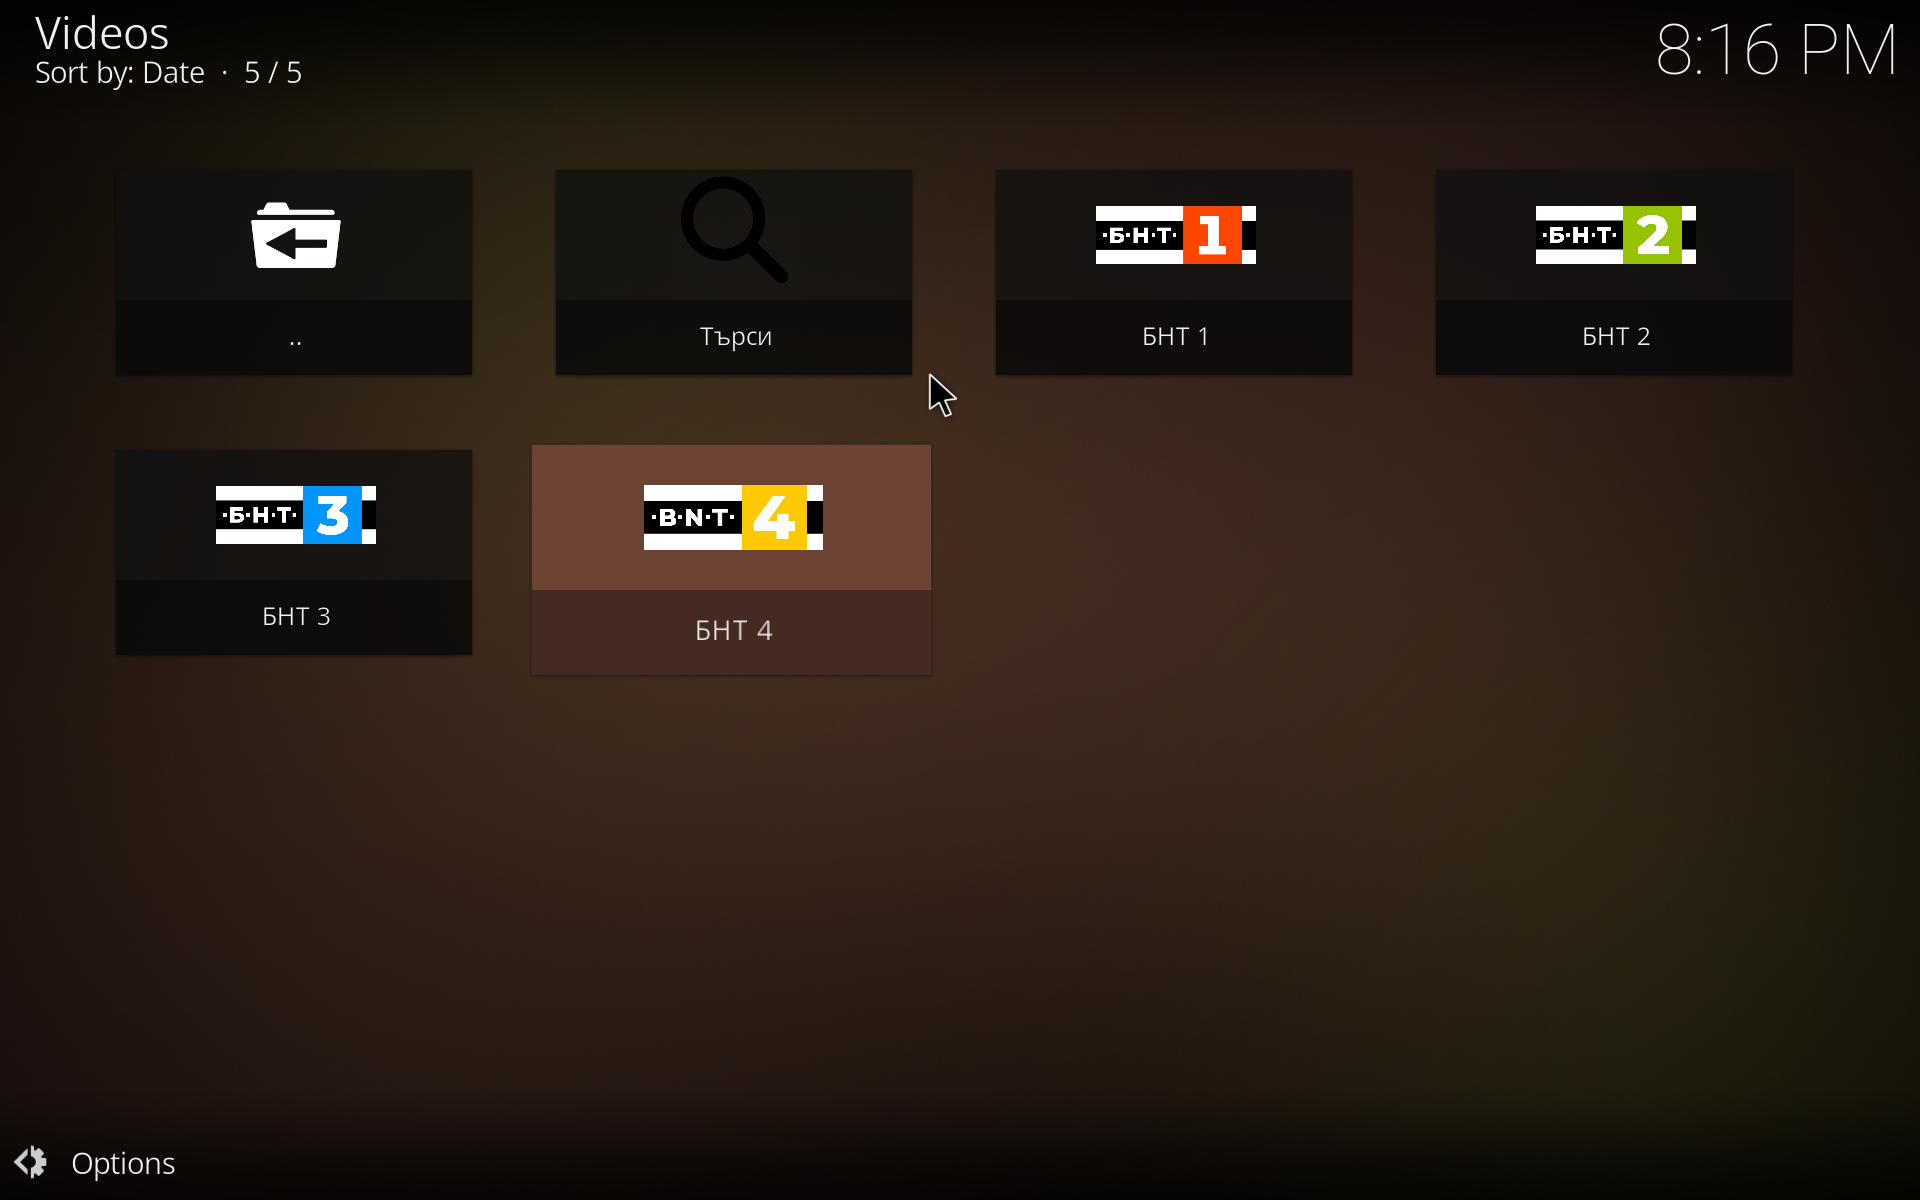 Videos
Sort by: Date · 5 / 5
8:16 PM
..
Търси
·Б·Н·Т· 1
БНТ 1
·Б·Н·Т· 2
БНТ 2
·Б·Н·Т· 3
БНТ 3
·B·N·T· 4
БНТ 4
Options